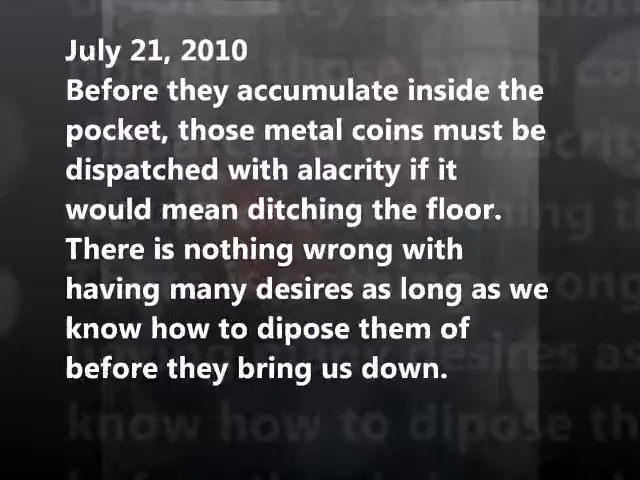 July 21, 2010
Before they accumulate inside the
pocket, those metal coins must be
dispatched with alacrity if it
would mean ditching the floor.
There is nothing wrong with
having many desires as long as we
know how to dipose them of
before they bring us down.